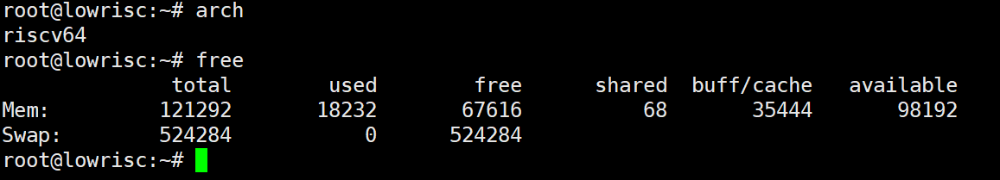 root@lowrisc:~# arch
riscv64
root@lowrisc:~# free
              total        used        free      shared  buff/cache   available
Mem:         121292       18232       67616          68       35444       98192
Swap:        524284           0      524284
root@lowrisc:~#